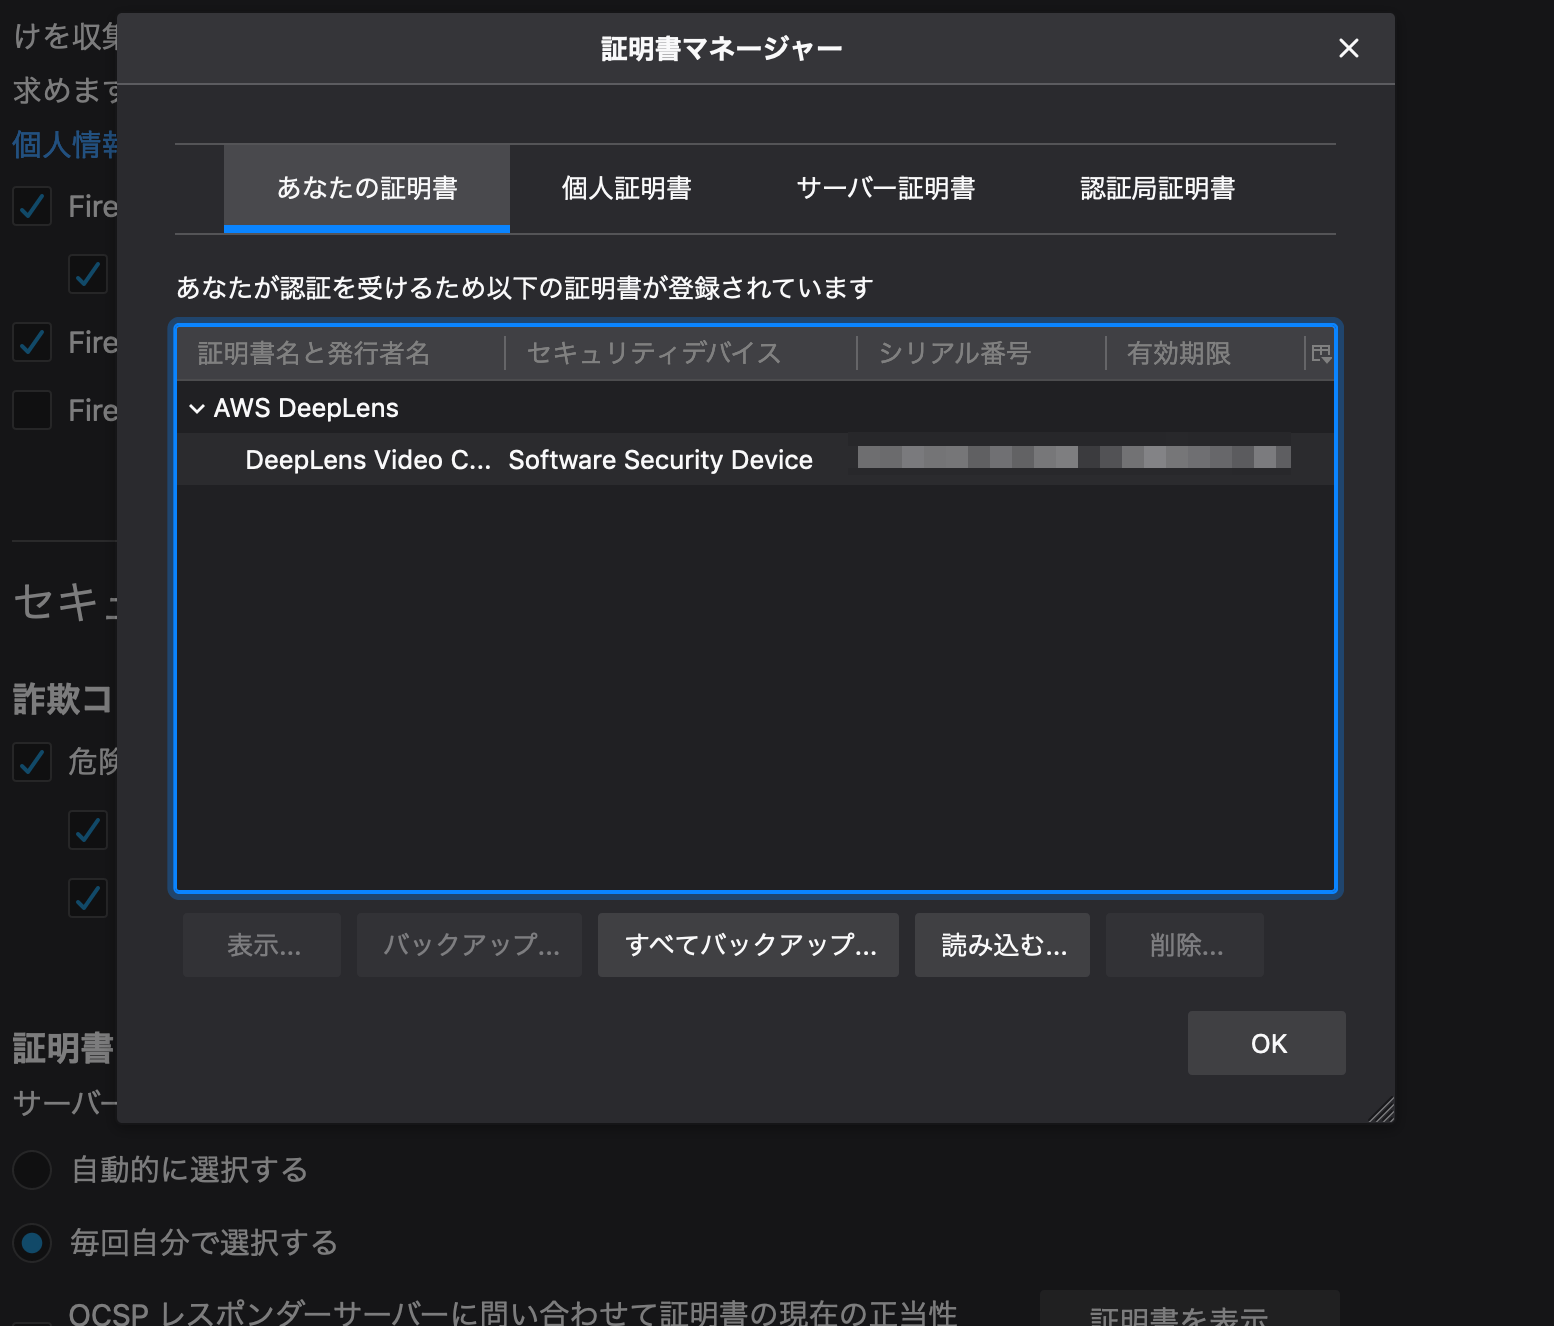 証明書マネージャー
けを収集
求めます
個人情報
Fire
Fire
Fire
あなたの証明書 個人証明書 サーバー証明書 認証局証明書
あなたが認証を受けるため以下の証明書が登録されています
証明書名と発行者名 セキュリティデバイス シリアル番号 有効期限
AWS DeepLens
DeepLens Video C... Software Security Device
表示... バックアップ... すべてバックアップ... 読み込む... 削除...
OK
セキュ
詐欺コ
危険
証明書
サーバー
自動的に選択する
毎回自分で選択する
OCSP レスポンダーサーバーに問い合わせて証明書の現在の正当性
証明書を表示